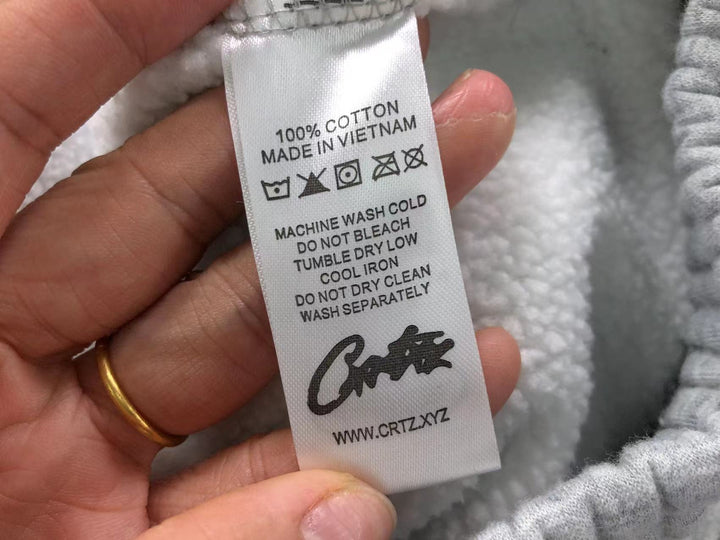 100% COTTON
MADE IN VIETNAM
MACHINE WASH COLD
DO NOT BLEACH
TUMBLE DRY LOW
COOL IRON
DO NOT DRY CLEAN
WASH SEPARATELY
Crtz
WWW.CRTZ.XYZ